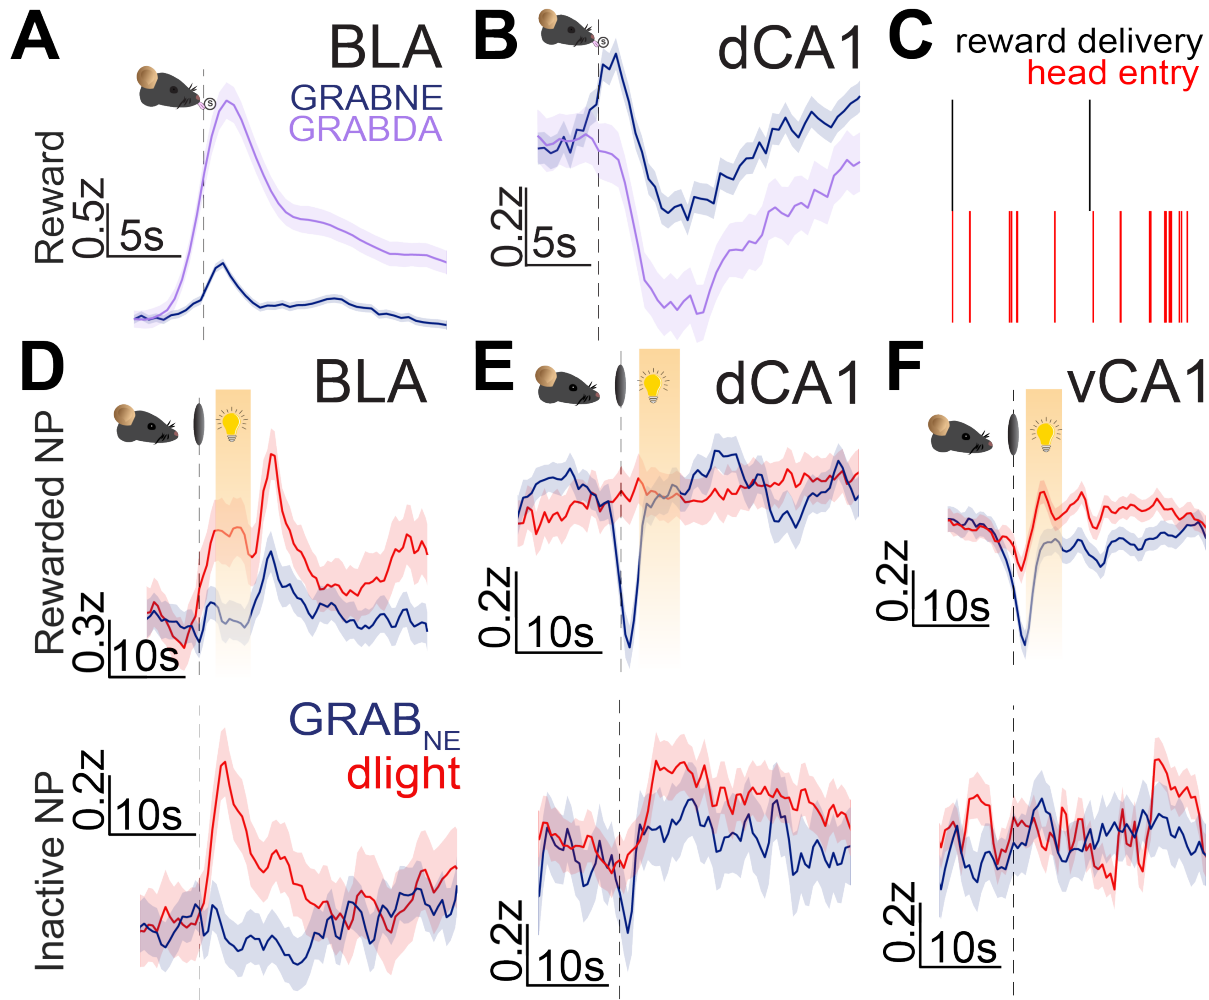 A
BLA
GRABNE
GRABDA
Reward
0.5z
5s
S
B
dCA1
0.2z
5s
S
C
reward delivery
head entry
D
BLA
Rewarded NP
0.3z
10s
E
dCA1
0.2z
10s
F
vCA1
0.2z
10s
Inactive NP
0.2z
10s
GRABNE
dlight
0.2z
10s
0.2z
10s